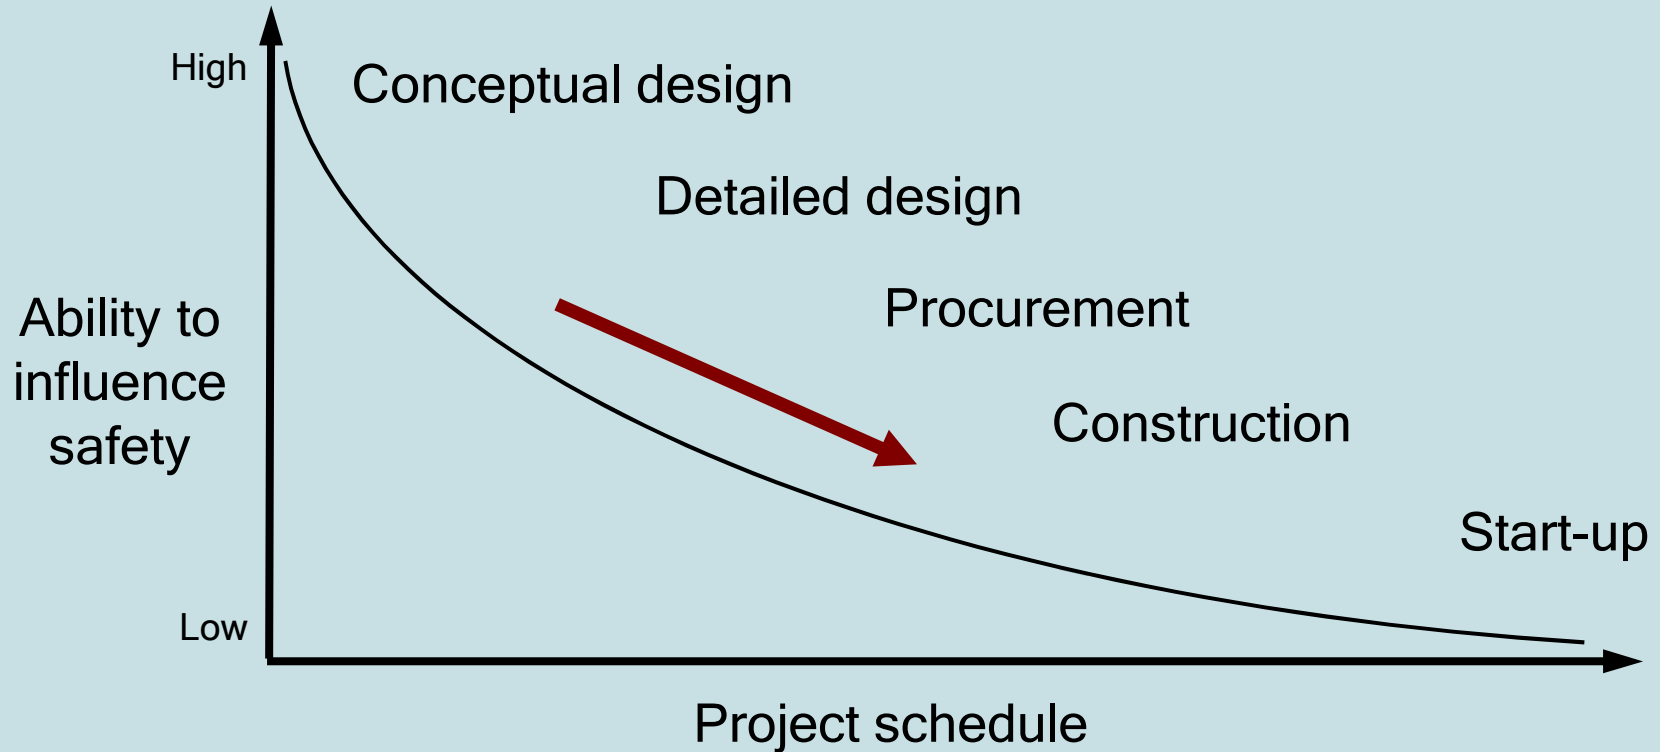 High
Conceptual design
Detailed design
Procurement
Ability to
influence
safety
Construction
Start-up
Low
Project schedule